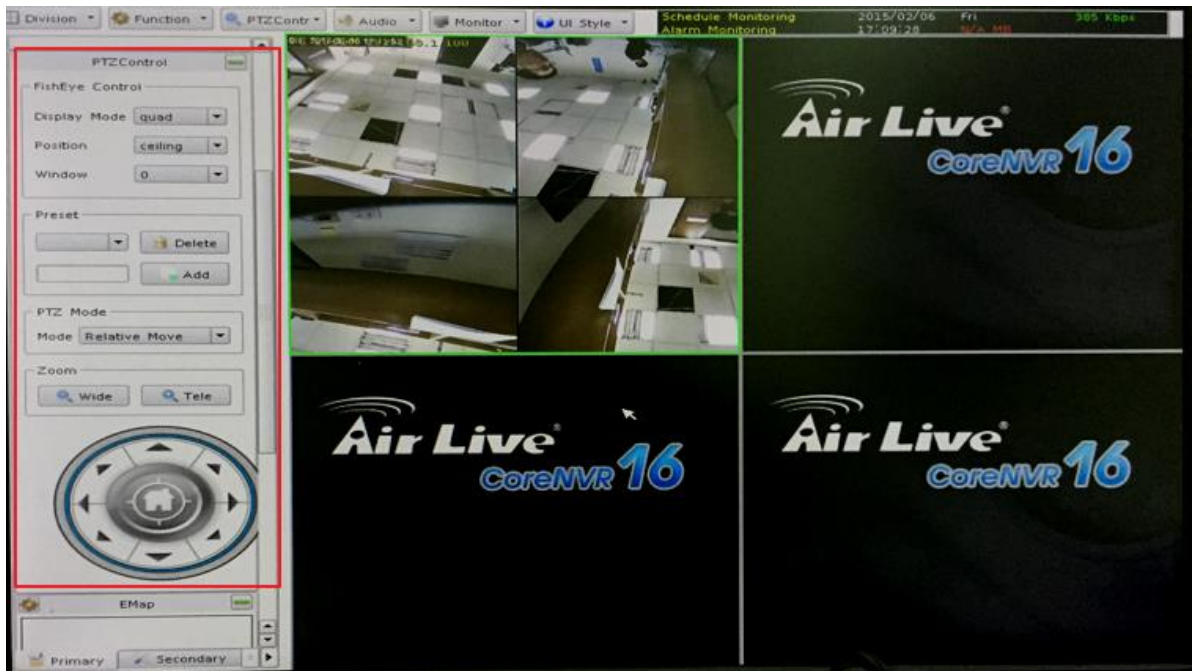 Division Function PTZContr Audio Monitor UI Style
Schedule Monitoring 2015/02/06 Fri 385 Kbps
Alarm Monitoring 17:09:28 N/A MB
PTZControl
FishEye Control
Display Mode quad
Position ceiling
Window 0
Preset
Delete
Add
PTZ Mode
Mode Relative Move
Zoom
Wide Tele
EMap
Primary Secondary
Air Live®
CoreNVR 16
Air Live®
CoreNVR 16
Air Live®
CoreNVR 16